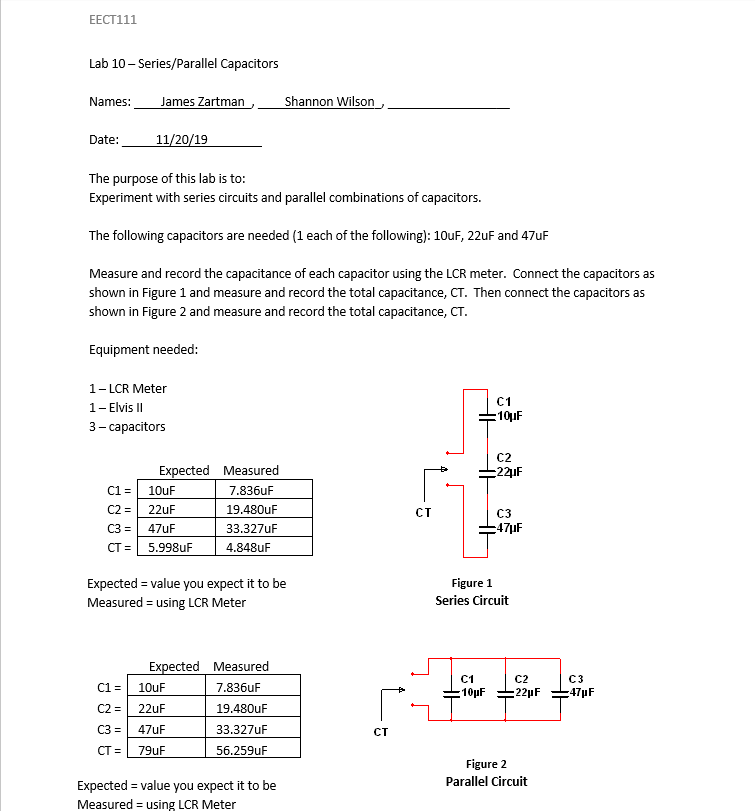 EECT111
Lab 10 – Series/Parallel Capacitors
Names: James Zartman , Shannon Wilson ,
Date: 11/20/19
The purpose of this lab is to:
Experiment with series circuits and parallel combinations of capacitors.
The following capacitors are needed (1 each of the following): 10uF, 22uF and 47uF
Measure and record the capacitance of each capacitor using the LCR meter. Connect the capacitors as
shown in Figure 1 and measure and record the total capacitance, CT. Then connect the capacitors as
shown in Figure 2 and measure and record the total capacitance, CT.
Equipment needed:
1 – LCR Meter
1 – Elvis II
3 – capacitors
Expected Measured
C1 = 10uF 7.836uF
C2 = 22uF 19.480uF
C3 = 47uF 33.327uF
CT = 5.998uF 4.848uF
Expected = value you expect it to be
Measured = using LCR Meter
C1
10µF
C2
22µF
CT
C3
47µF
Figure 1
Series Circuit
Expected Measured
C1 = 10uF 7.836uF
C2 = 22uF 19.480uF
C3 = 47uF 33.327uF
CT = 79uF 56.259uF
Expected = value you expect it to be
Measured = using LCR Meter
C1 C2 C3
10µF 22µF 47µF
CT
Figure 2
Parallel Circuit